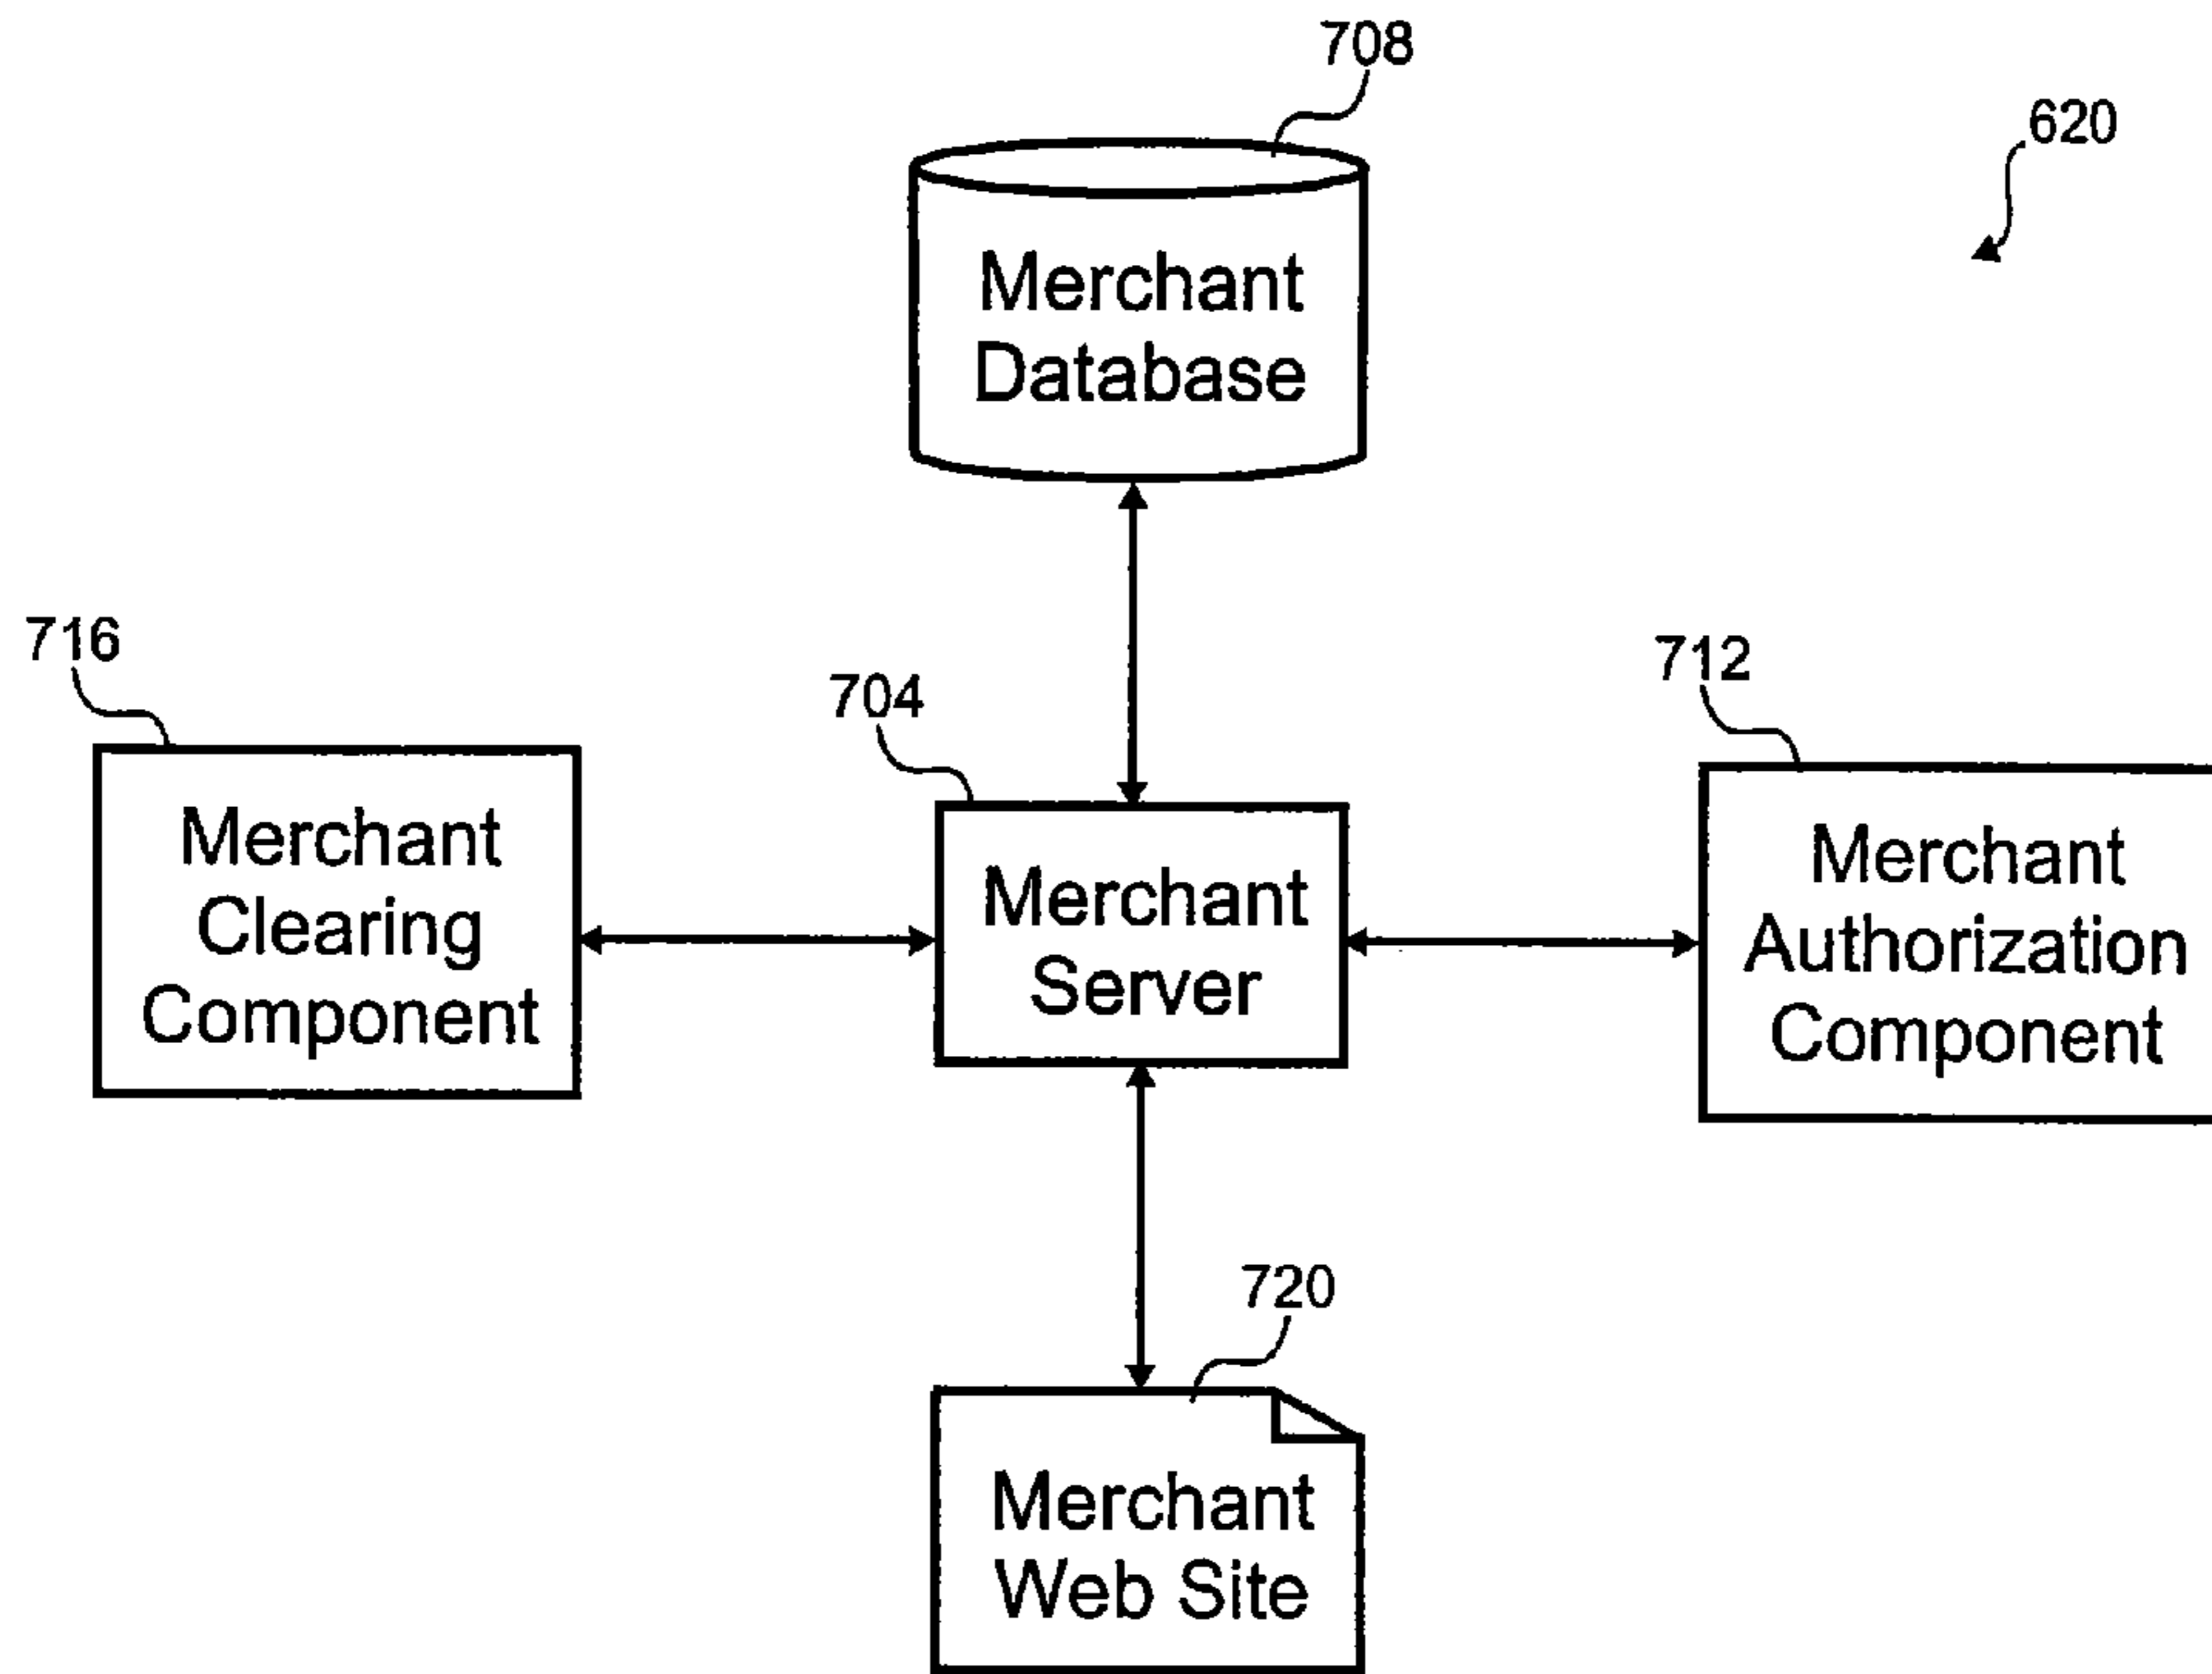 708
620
Merchant
Database
716
704
712
Merchant
Clearing
Component
Merchant
Server
Merchant
Authorization
Component
720
Merchant
Web Site